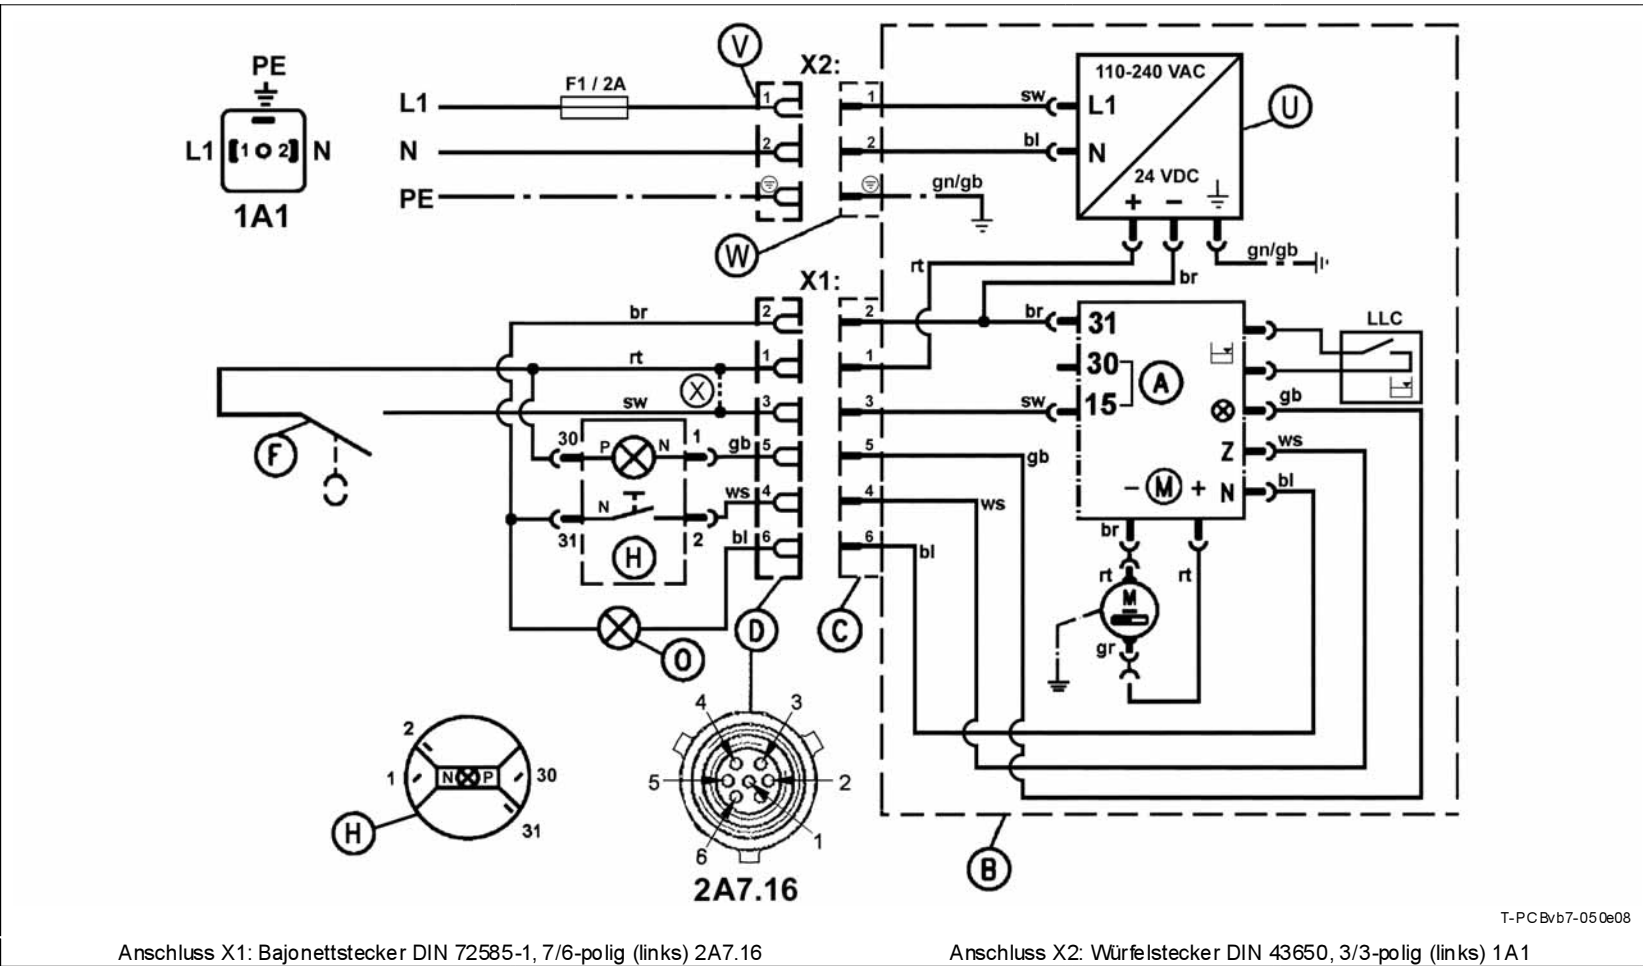 PE
L1
1
2
N
1A1
L1
F1 / 2A
N
PE
V
X2:
1
2
1
2
W
sw
bl
gn/gb
110-240 VAC
L1
N
24 VDC
+ −
U
rt
br
gn/gb
X1:
br
2
2
br
31
rt
1
1
30
X
A
sw
3
3
sw
15
F
LLC
gb
30
P
N
1
gb
5
5
gb
Z
ws
N
ws
4
4
ws
− M +
N
bl
31
2
H
bl
6
6
bl
br
rt
rt
M
gr
O
D
C
2
1
N
P
30
31
H
4
3
5
2
6
1
2A7.16
B
T-PCBvb7-050e08
Anschluss X1: Bajonettstecker DIN 72585-1, 7/6-polig (links) 2A7.16
Anschluss X2: Würfelstecker DIN 43650, 3/3-polig (links) 1A1